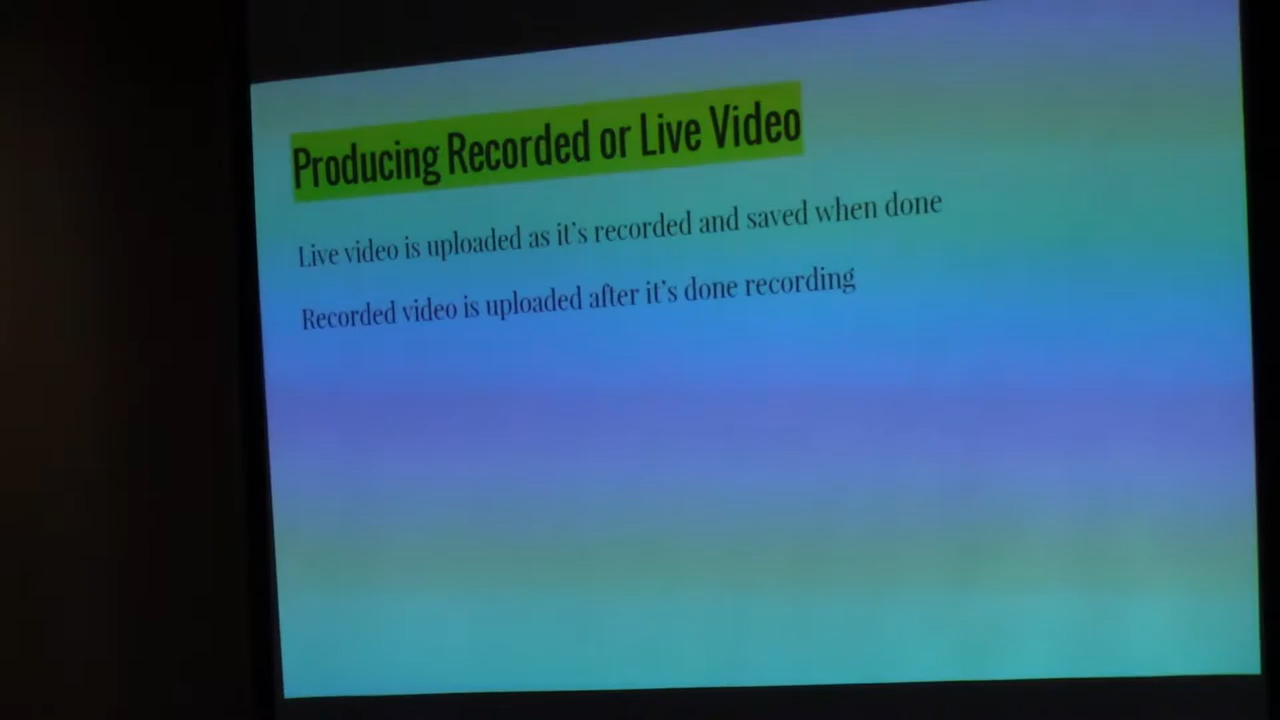 Producing Recorded or Live Video
Live video is uploaded as it's recorded and saved when done
Recorded video is uploaded after it's done recording